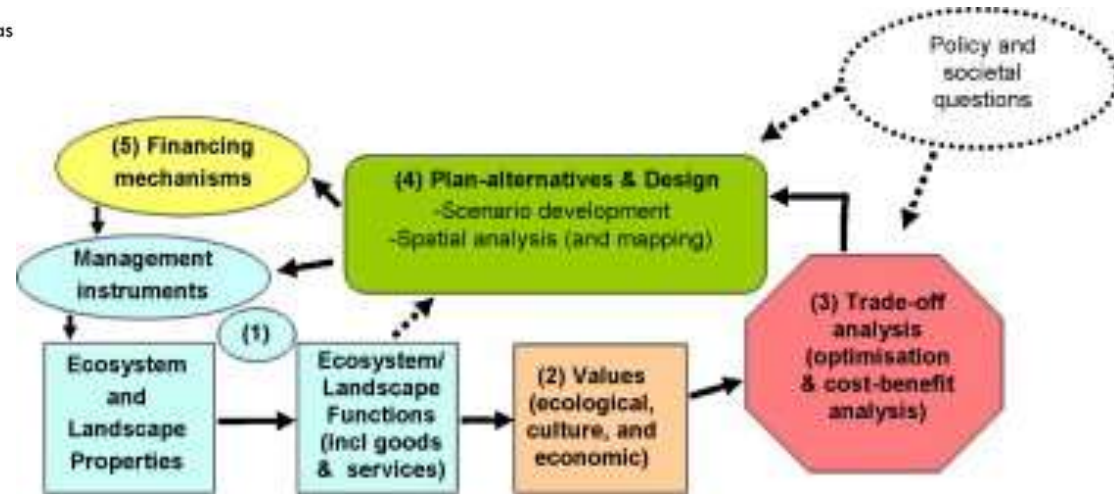 as
Policy and
societal
questions
(5) Financing
mechanisms
(4) Plan-alternatives & Design
-Scenario development
-Spatial analysis (and mapping)
Management
instruments
(1)
(3) Trade-off
analysis
(optimisation
& cost-benefit
analysis)
Ecosystem
and
Landscape
Properties
Ecosystem/
Landscape
Functions
(incl goods
& services)
(2) Values
(ecological,
culture, and
economic)